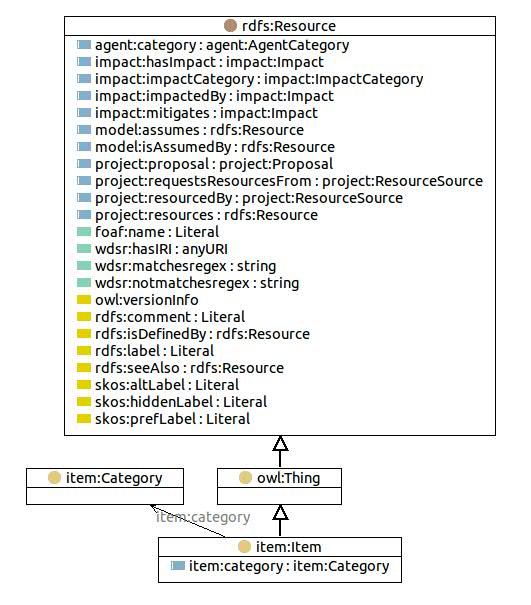 rdfs:Resource
agent:category : agent:AgentCategory
impact:hasImpact : impact:Impact
impact:impactCategory : impact:ImpactCategory
impact:impactedBy : impact:Impact
impact:mitigates : impact:Impact
model:assumes : rdfs:Resource
model:isAssumedBy : rdfs:Resource
project:proposal : project:Proposal
project:requestsResourcesFrom : project:ResourceSource
project:resourcedBy : project:ResourceSource
project:resources : rdfs:Resource
foaf:name : Literal
wdsr:hasIRI : anyURI
wdsr:matchesregex : string
wdsr:notmatchesregex : string
owl:versionInfo
rdfs:comment : Literal
rdfs:isDefinedBy : rdfs:Resource
rdfs:label : Literal
rdfs:seeAlso : rdfs:Resource
skos:altLabel : Literal
skos:hiddenLabel : Literal
skos:prefLabel : Literal
item:Category
owl:Thing
item:category
item:Item
item:category : item:Category